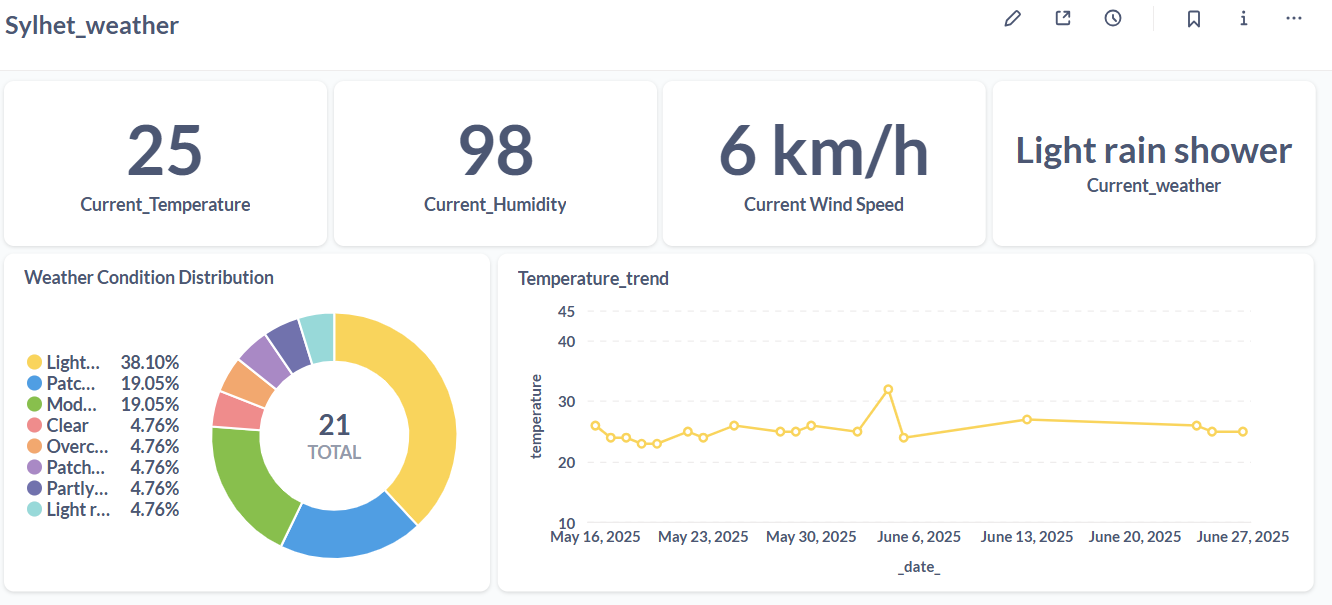 Sylhet_weather
25
Current_Temperature
98
Current_Humidity
6 km/h
Current Wind Speed
Light rain shower
Current_weather
Weather Condition Distribution
Light... 38.10%
Patc... 19.05%
Mod... 19.05%
Clear 4.76%
Overc... 4.76%
Patch... 4.76%
Partly... 4.76%
Light r... 4.76%
21
TOTAL
Temperature_trend
45
40
30
20
10
temperature
May 16, 2025 May 23, 2025 May 30, 2025 June 6, 2025 June 13, 2025 June 20, 2025 June 27, 2025
_date_